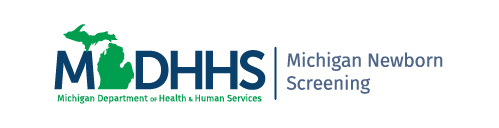 MDHHS
Michigan Department of Health & Human Services
Michigan Newborn
Screening